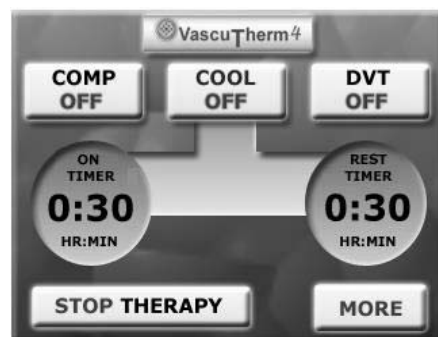 VascuTherm4
COMP
OFF
COOL
OFF
DVT
OFF
ON
TIMER
0:30
HR:MIN
REST
TIMER
0:30
HR:MIN
STOP THERAPY
MORE